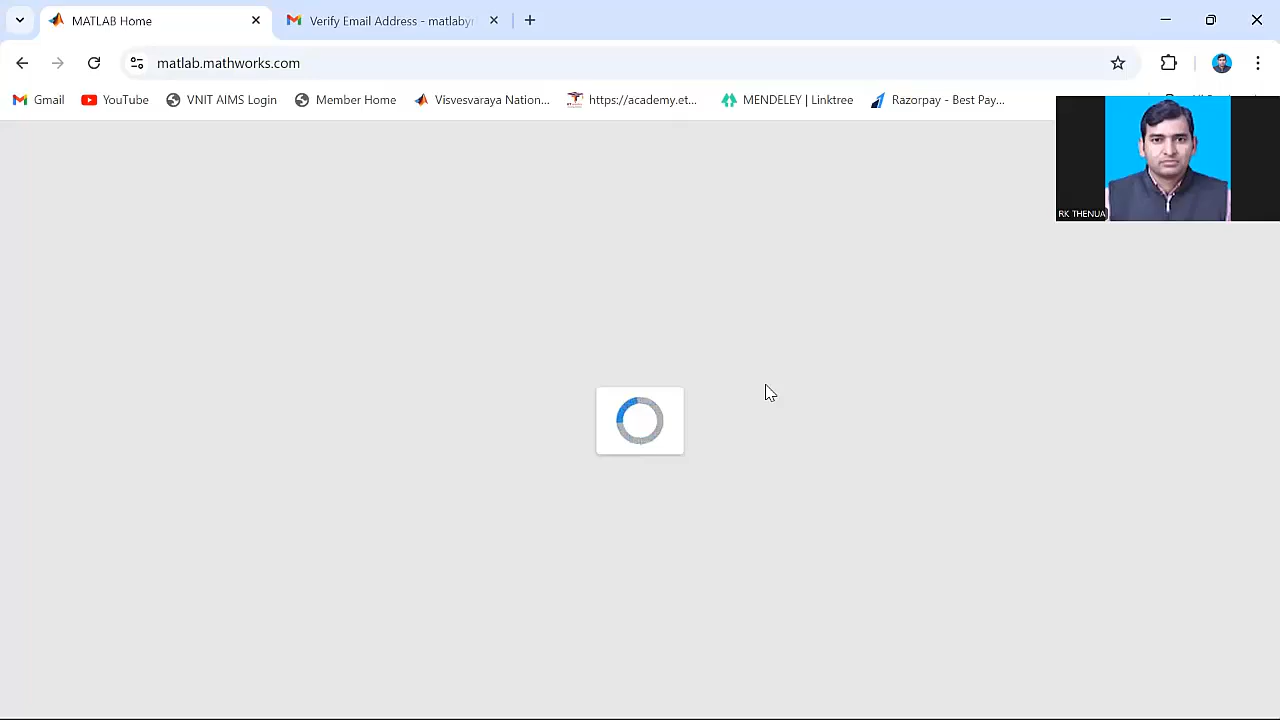 MATLAB Home
Verify Email Address - matlaby
matlab.mathworks.com
Gmail
YouTube
VNIT AIMS Login
Member Home
Visvesvaraya Nation...
https://academy.et...
MENDELEY | Linktree
Razorpay - Best Pay...
RK THENUA